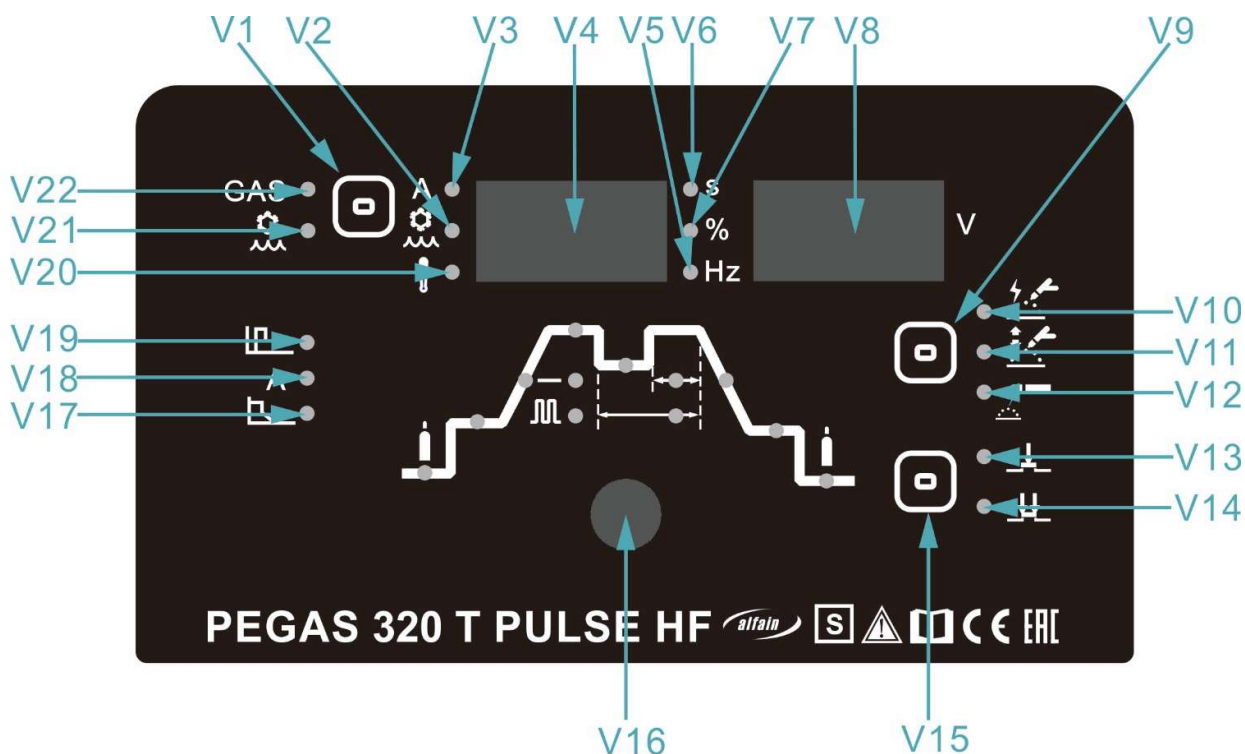 V1 V2 V3 V4 V5 V6 V7 V8 V9
V22 GAS A s
V21 % V
V20 Hz
V10
V19 V11
V18 A V12
V17
V13
V14
PEGAS 320 T PULSE HF alfain S CE EAC
V16 V15